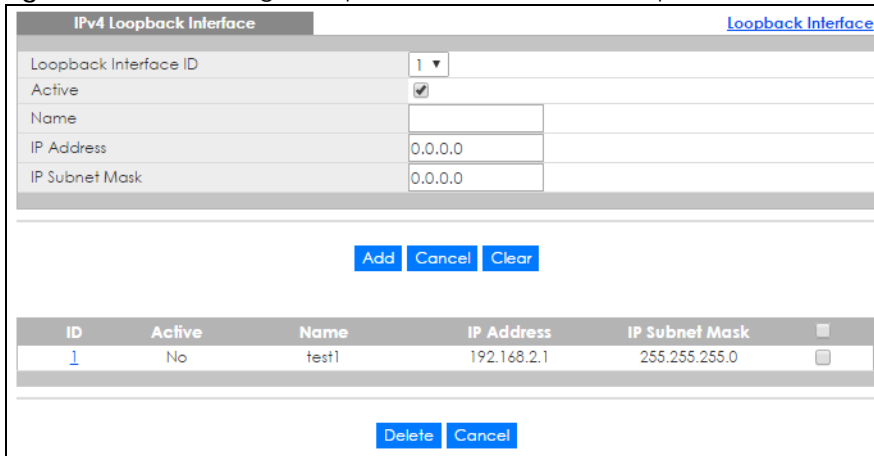 IPv4 Loopback Interface Loopback Interface
Loopback Interface ID 1
Active
Name
IP Address 0.0.0.0
IP Subnet Mask 0.0.0.0
Add Cancel Clear
ID Active Name IP Address IP Subnet Mask
1 No test1 192.168.2.1 255.255.255.0
Delete Cancel